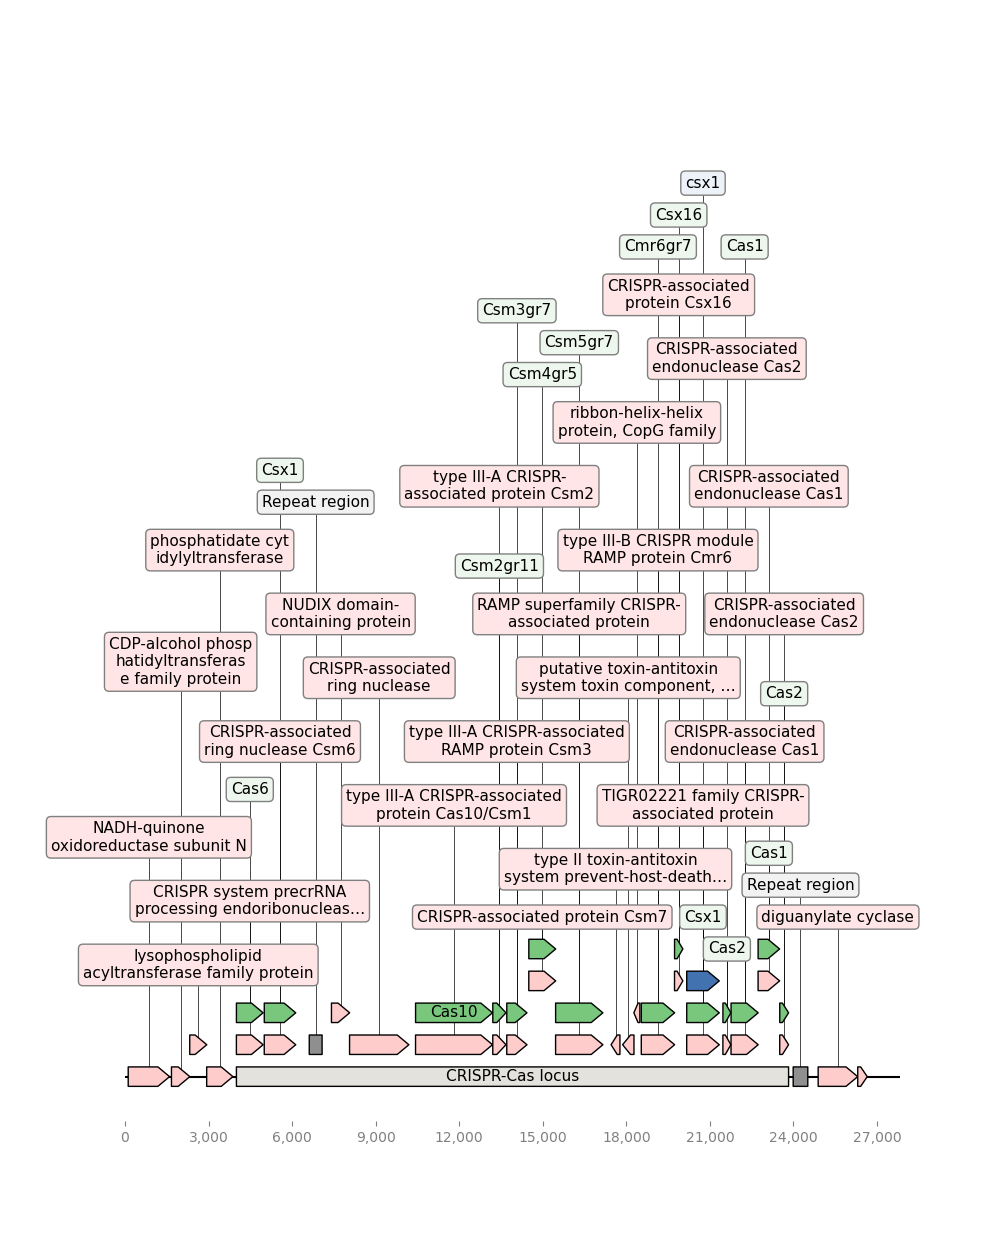 csx1
Csx16
Cmr6gr7
Cas1
CRISPR-associated
protein Csx16
Csm3gr7
Csm5gr7
CRISPR-associated
endonuclease Cas2
Csm4gr5
ribbon-helix-helix
protein, CopG family
Csx1
type III-A CRISPR-
associated protein Csm2
CRISPR-associated
endonuclease Cas1
Repeat region
phosphatidate cyt
idylyltransferase
type III-B CRISPR module
RAMP protein Cmr6
Csm2gr11
NUDIX domain-
containing protein
RAMP superfamily CRISPR-
associated protein
CRISPR-associated
endonuclease Cas2
CDP-alcohol phosp
hatidyltransferas
e family protein
CRISPR-associated
ring nuclease
putative toxin-antitoxin
system toxin component, …
Cas2
CRISPR-associated
ring nuclease Csm6
type III-A CRISPR-associated
RAMP protein Csm3
CRISPR-associated
endonuclease Cas1
Cas6
type III-A CRISPR-associated
protein Cas10/Csm1
TIGR02221 family CRISPR-
associated protein
NADH-quinone
oxidoreductase subunit N
Cas1
type II toxin-antitoxin
system prevent-host-death…
Repeat region
CRISPR system precrRNA
processing endoribonucleas…
CRISPR-associated protein Csm7
Csx1
diguanylate cyclase
Cas2
lysophospholipid
acyltransferase family protein
Cas10
CRISPR-Cas locus
0 3,000 6,000 9,000 12,000 15,000 18,000 21,000 24,000 27,000